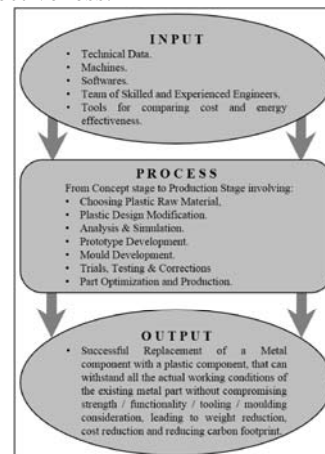 INPUT
• Technical Data.
• Machines.
• Softwares.
• Team of Skilled and Experienced Engineers.
• Tools for comparing cost and energy
effectiveness.
PROCESS
From Concept stage to Production Stage involving:
• Choosing Plastic Raw Material,
• Plastic Design Modification.
• Analysis & Simulation.
• Prototype Development.
• Mould Development.
• Trials, Testing & Corrections
• Part Optimization and Production.
OUTPUT
• Successful Replacement of a Metal
component with a plastic component, that can
withstand all the actual working conditions of
the existing metal part without compromising
strength / functionality / tooling / moulding
consideration, leading to weight reduction,
cost reduction and reducing carbon footprint.